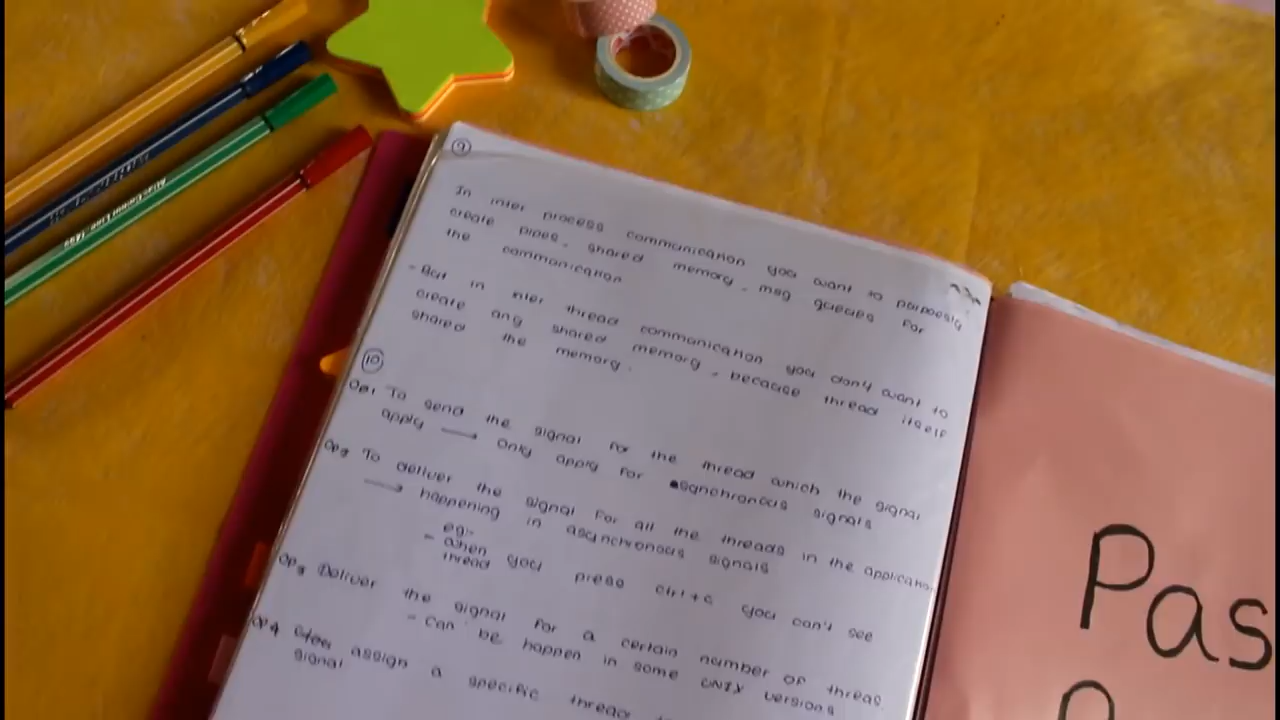 9
In inter process communication you want to purposely
create pipes, shared memory, msg queues for
the communication
- But in inter thread communication you don't want to
create any shared memory, because thread itself
shared the memory.
10
Op1 To send the signal for the thread which the signal
apply → Only apply for synchronous signals
Op2 To deliver the signal for all the threads in the application
→ happening in asynchronous signals
eg:-
- When you press ctrl+c you can't see
thread
Op3 Deliver the signal for a certain number of threads
- Can be happen in some UNIX versions
Op4 assign a specific thread
signal
Pas